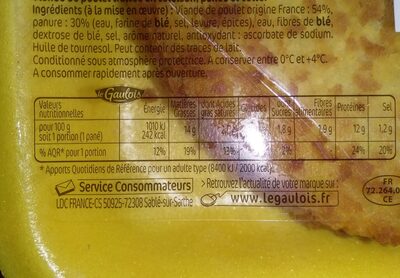 Ingrédients (à la mise en œuvre) : Viande de poulet origine France : 54%,
panure : 30% (eau, farine de blé, sel, levure, épices), eau, fibres de blé,
dextrose de blé, sel, arôme naturel, antioxydant : ascorbate de sodium.
Huile de tournesol. Peut contenir des traces de lait.
Conditionné sous atmosphère protectrice. A conserver entre 0°C et +4°C.
A consommer rapidement après ouverture.
le Gaulois
Valeurs nutritionnelles Énergie Matières Grasses dont Acides gras saturés Glucides dont Sucres Fibres alimentaires Protéines Sel
pour 100 g soit 1 portion (1 pané) 1010 kJ 242 kcal 14 g 1,8 g 2,9 g 12 g 1,2 g
% AQR* pour 1 portion 12% 19% 13% 2% 24% 20%
* Apports Quotidiens de Référence pour un adulte type (8400 kJ / 2000 kcal).
Service Consommateurs
LDC FRANCE-CS 50925-72308 Sablé-sur-Sarthe
> Retrouvez l'actualité de votre marque sur :
www.legaulois.fr
FR
72.264.0
CE